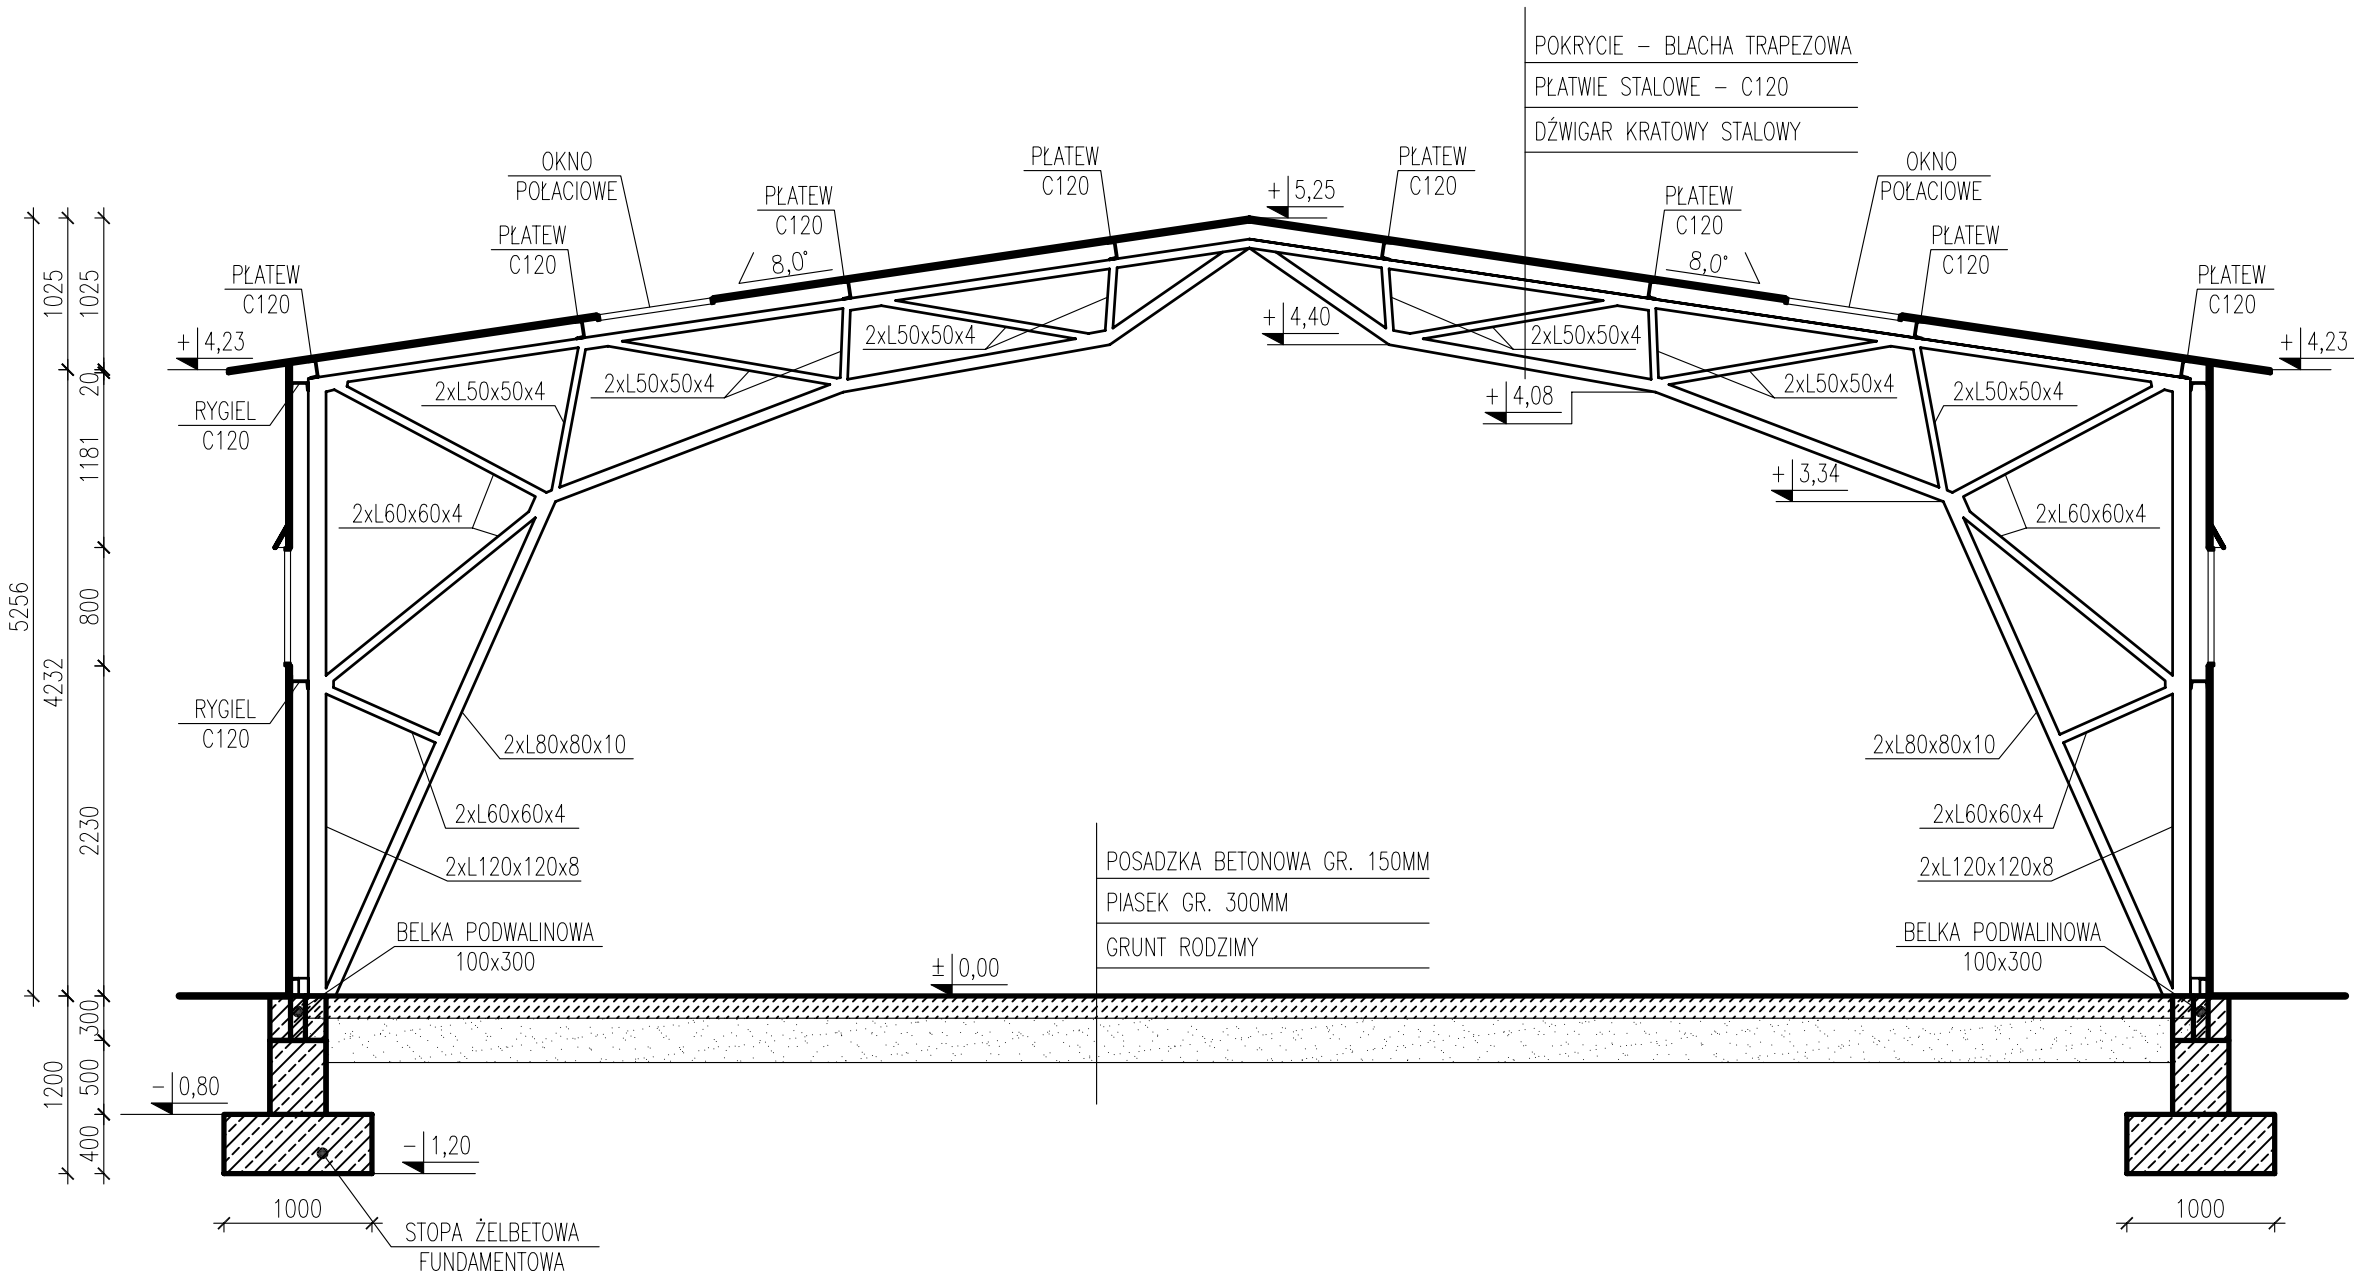 POKRYCIE – BLACHA TRAPEZOWA
PŁATWIE STALOWE – C120
DŹWIGAR KRATOWY STALOWY
OKNO
POŁACIOWE
PŁATEW
C120
PŁATEW
C120
OKNO
POŁACIOWE
PŁATEW
C120
+ 5,25
PŁATEW
C120
PŁATEW
C120
PŁATEW
C120
PŁATEW
C120
PŁATEW
C120
8,0°
8,0°
1025
1025
+ 4,23
+ 4,40
+ 4,23
2xL50x50x4
2xL50x50x4
20
2xL50x50x4
2xL50x50x4
2xL50x50x4
2xL50x50x4
RYGIEL
C120
+ 4,08
1181
+ 3,34
2xL60x60x4
2xL60x60x4
5256
800
4232
RYGIEL
C120
2xL80x80x10
2xL80x80x10
2230
2xL60x60x4
2xL60x60x4
2xL120x120x8
2xL120x120x8
POSADZKA BETONOWA GR. 150MM
PIASEK GR. 300MM
GRUNT RODZIMY
BELKA PODWALINOWA
100x300
BELKA PODWALINOWA
100x300
± 0,00
300
1200
500
– 0,80
400
– 1,20
1000
1000
STOPA ŻELBETOWA
FUNDAMENTOWA